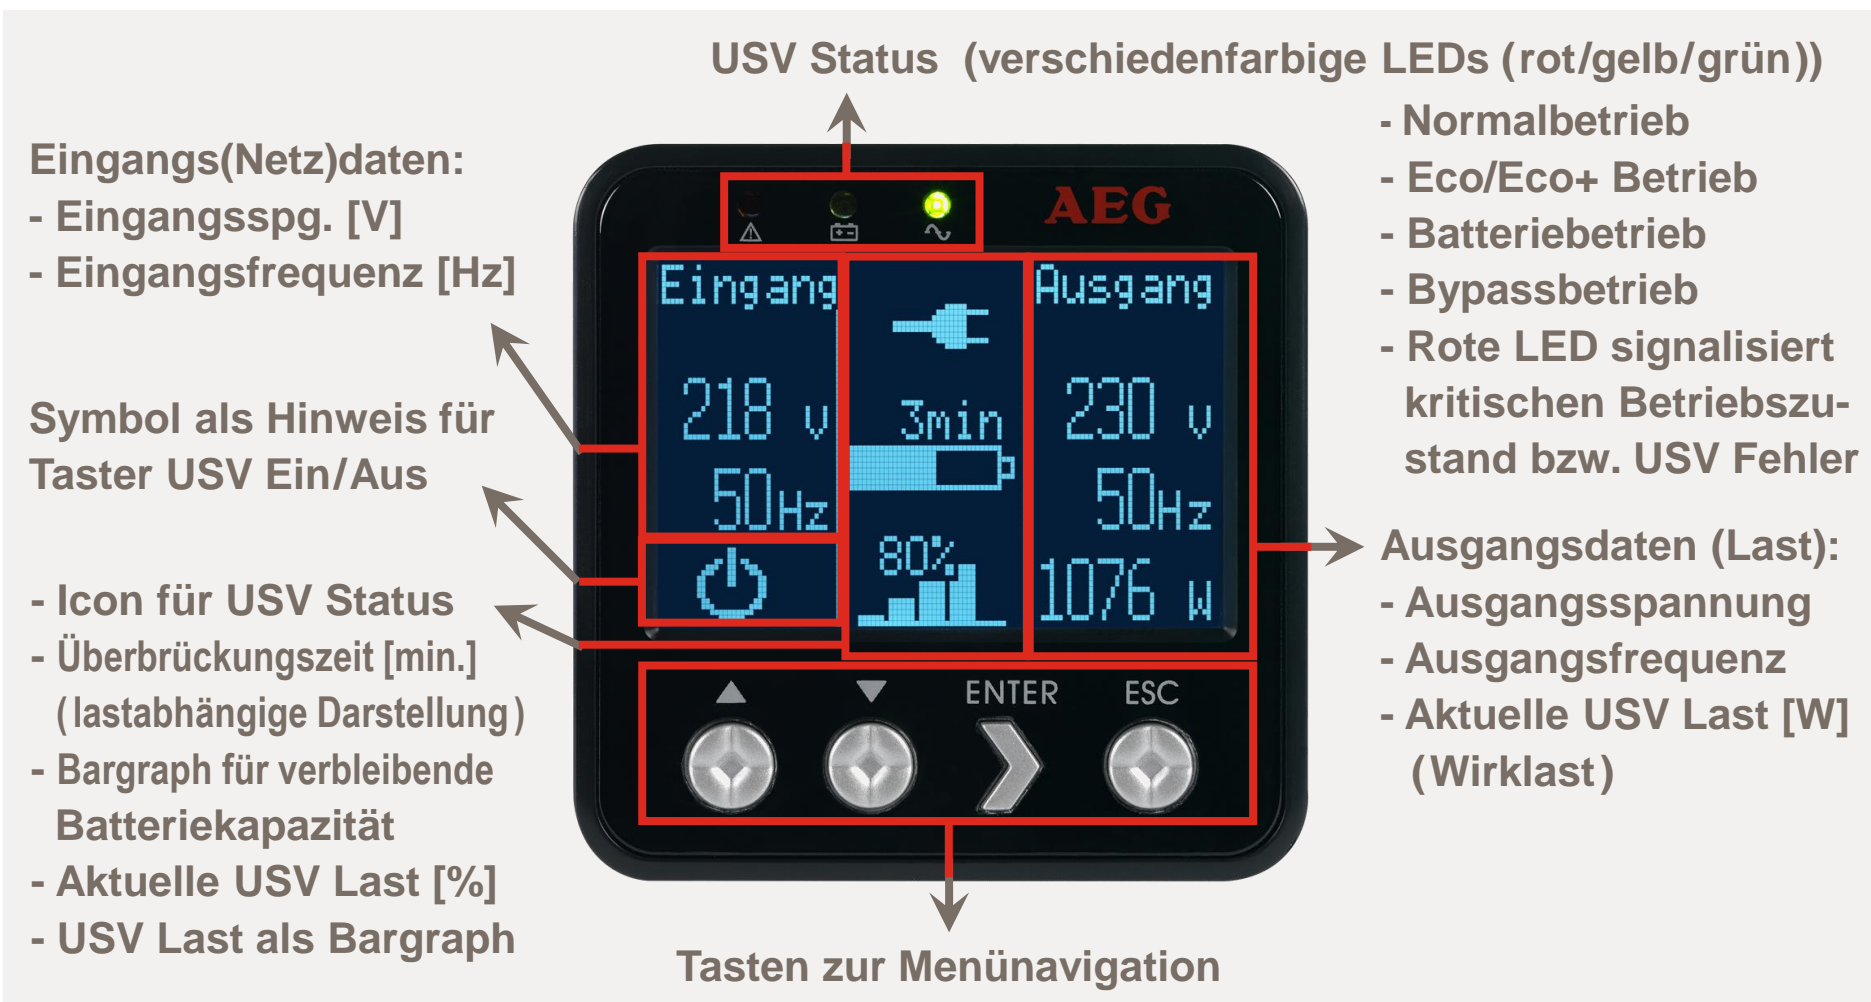 USV Status (verschiedenfarbige LEDs (rot/gelb/grün))
- Normalbetrieb
- Eco/Eco+ Betrieb
- Batteriebetrieb
- Bypassbetrieb
- Rote LED signalisiert
kritischen Betriebszu-
stand bzw. USV Fehler
Eingangs(Netz)daten:
- Eingangsspg. [V]
- Eingangsfrequenz [Hz]
Symbol als Hinweis für
Taster USV Ein/Aus
- Icon für USV Status
- Überbrückungszeit [min.]
(lastabhängige Darstellung)
- Bargraph für verbleibende
Batteriekapazität
- Aktuelle USV Last [%]
- USV Last als Bargraph
AEG
Eingang
218 V
50Hz
3min
80%
Ausgang
230 V
50Hz
1076 W
ENTER
ESC
Ausgangsdaten (Last):
- Ausgangsspannung
- Ausgangsfrequenz
- Aktuelle USV Last [W]
(Wirklast)
Tasten zur Menünavigation